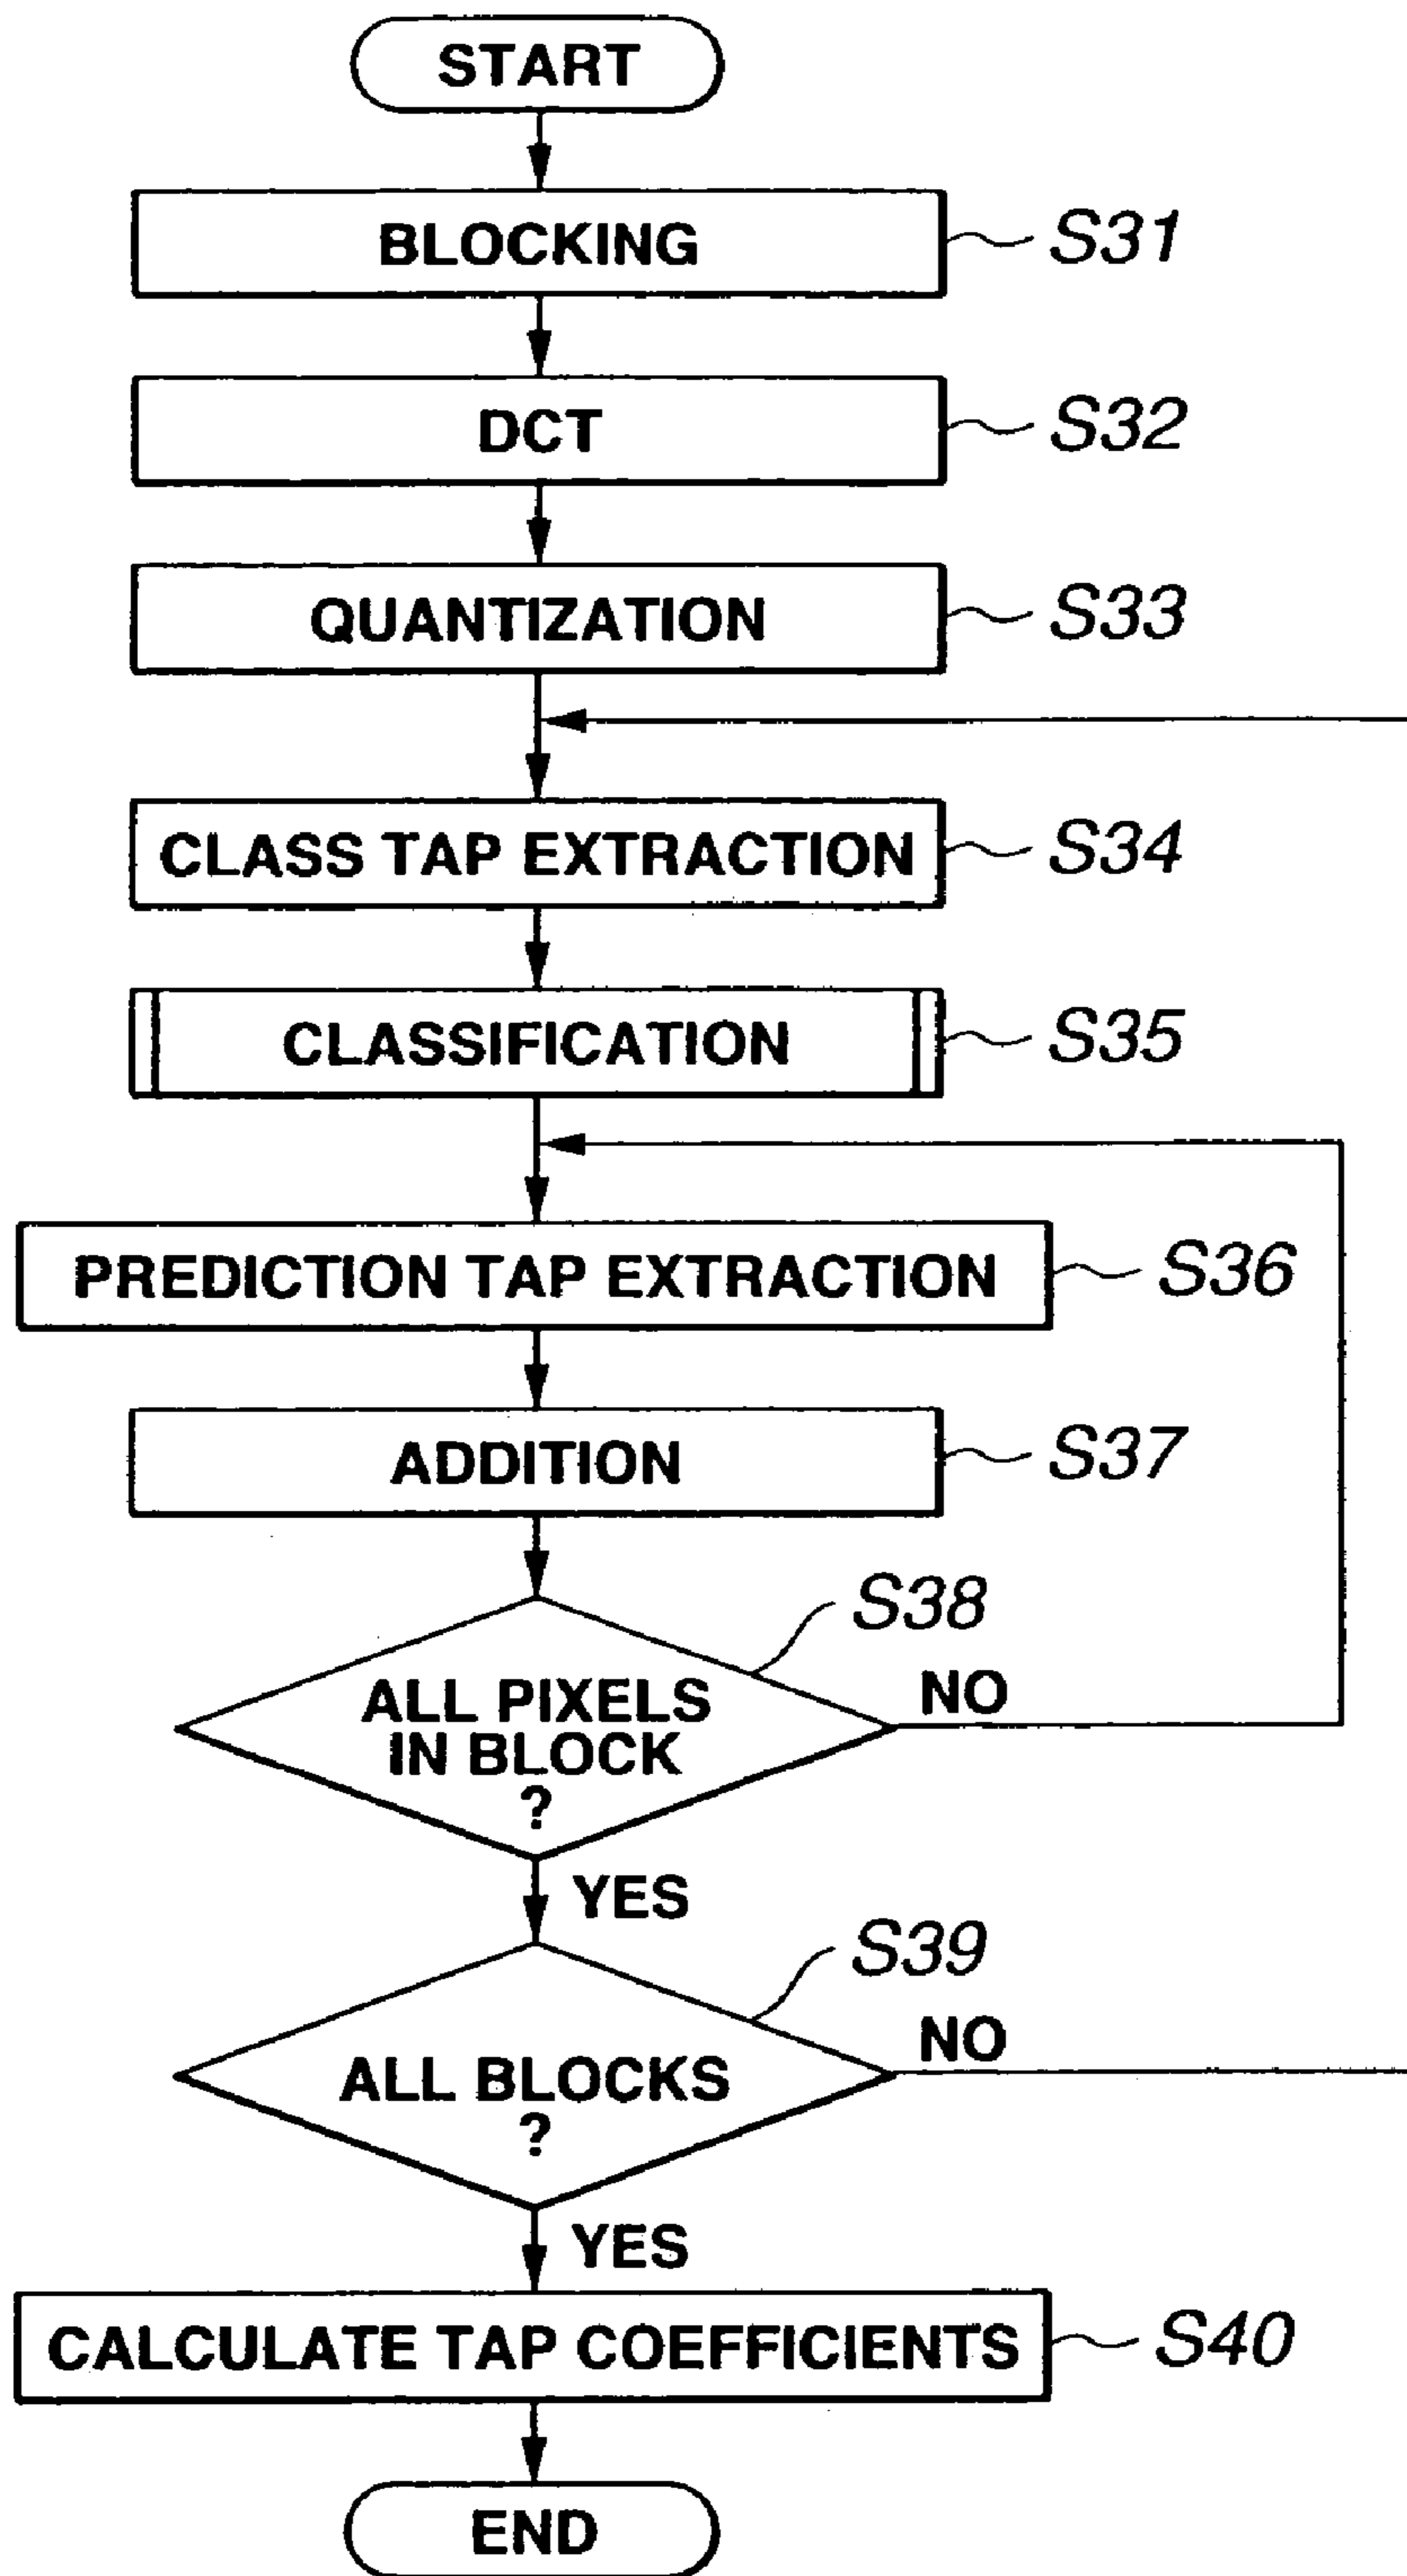 START
BLOCKING
S31
DCT
S32
QUANTIZATION
S33
CLASS TAP EXTRACTION
S34
CLASSIFICATION
S35
PREDICTION TAP EXTRACTION
S36
ADDITION
S37
S38
ALL PIXELS
IN BLOCK
?
NO
YES
S39
ALL BLOCKS
?
NO
YES
CALCULATE TAP COEFFICIENTS
S40
END